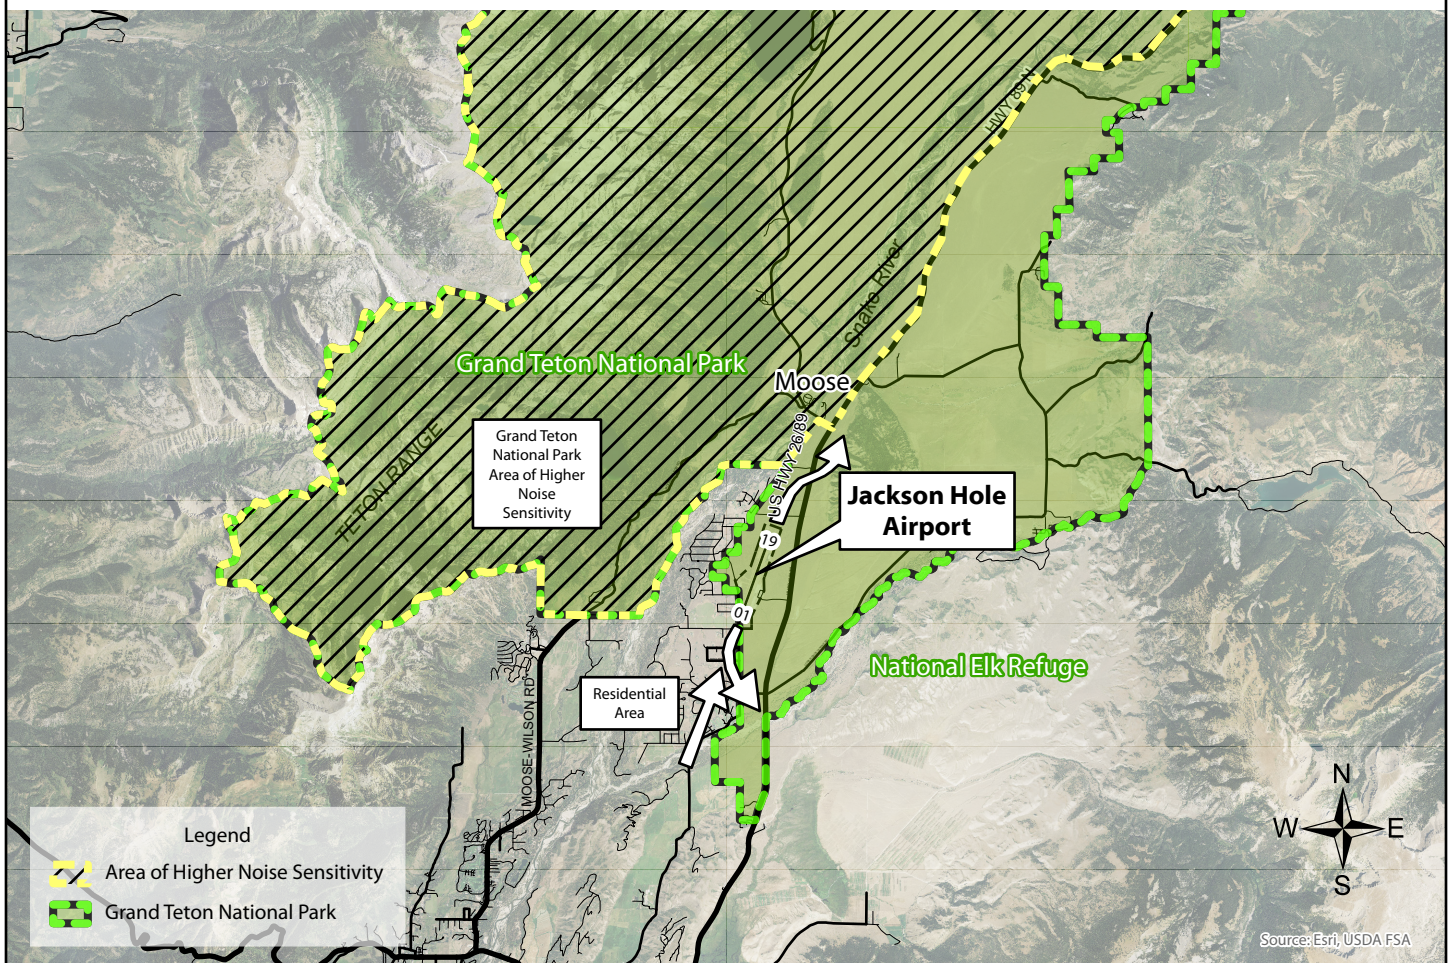 HWY 89 N
Snake River
Grand Teton National Park
Moose
US HWY 26/89
TETON RANGE
Grand Teton
National Park
Area of Higher
Noise
Sensitivity
Jackson Hole
Airport
19
01
National Elk Refuge
Residential
Area
MOOSE-WILSON RD
Legend
Area of Higher Noise Sensitivity
Grand Teton National Park
N
W
E
S
Source: Esri, USDA FSA